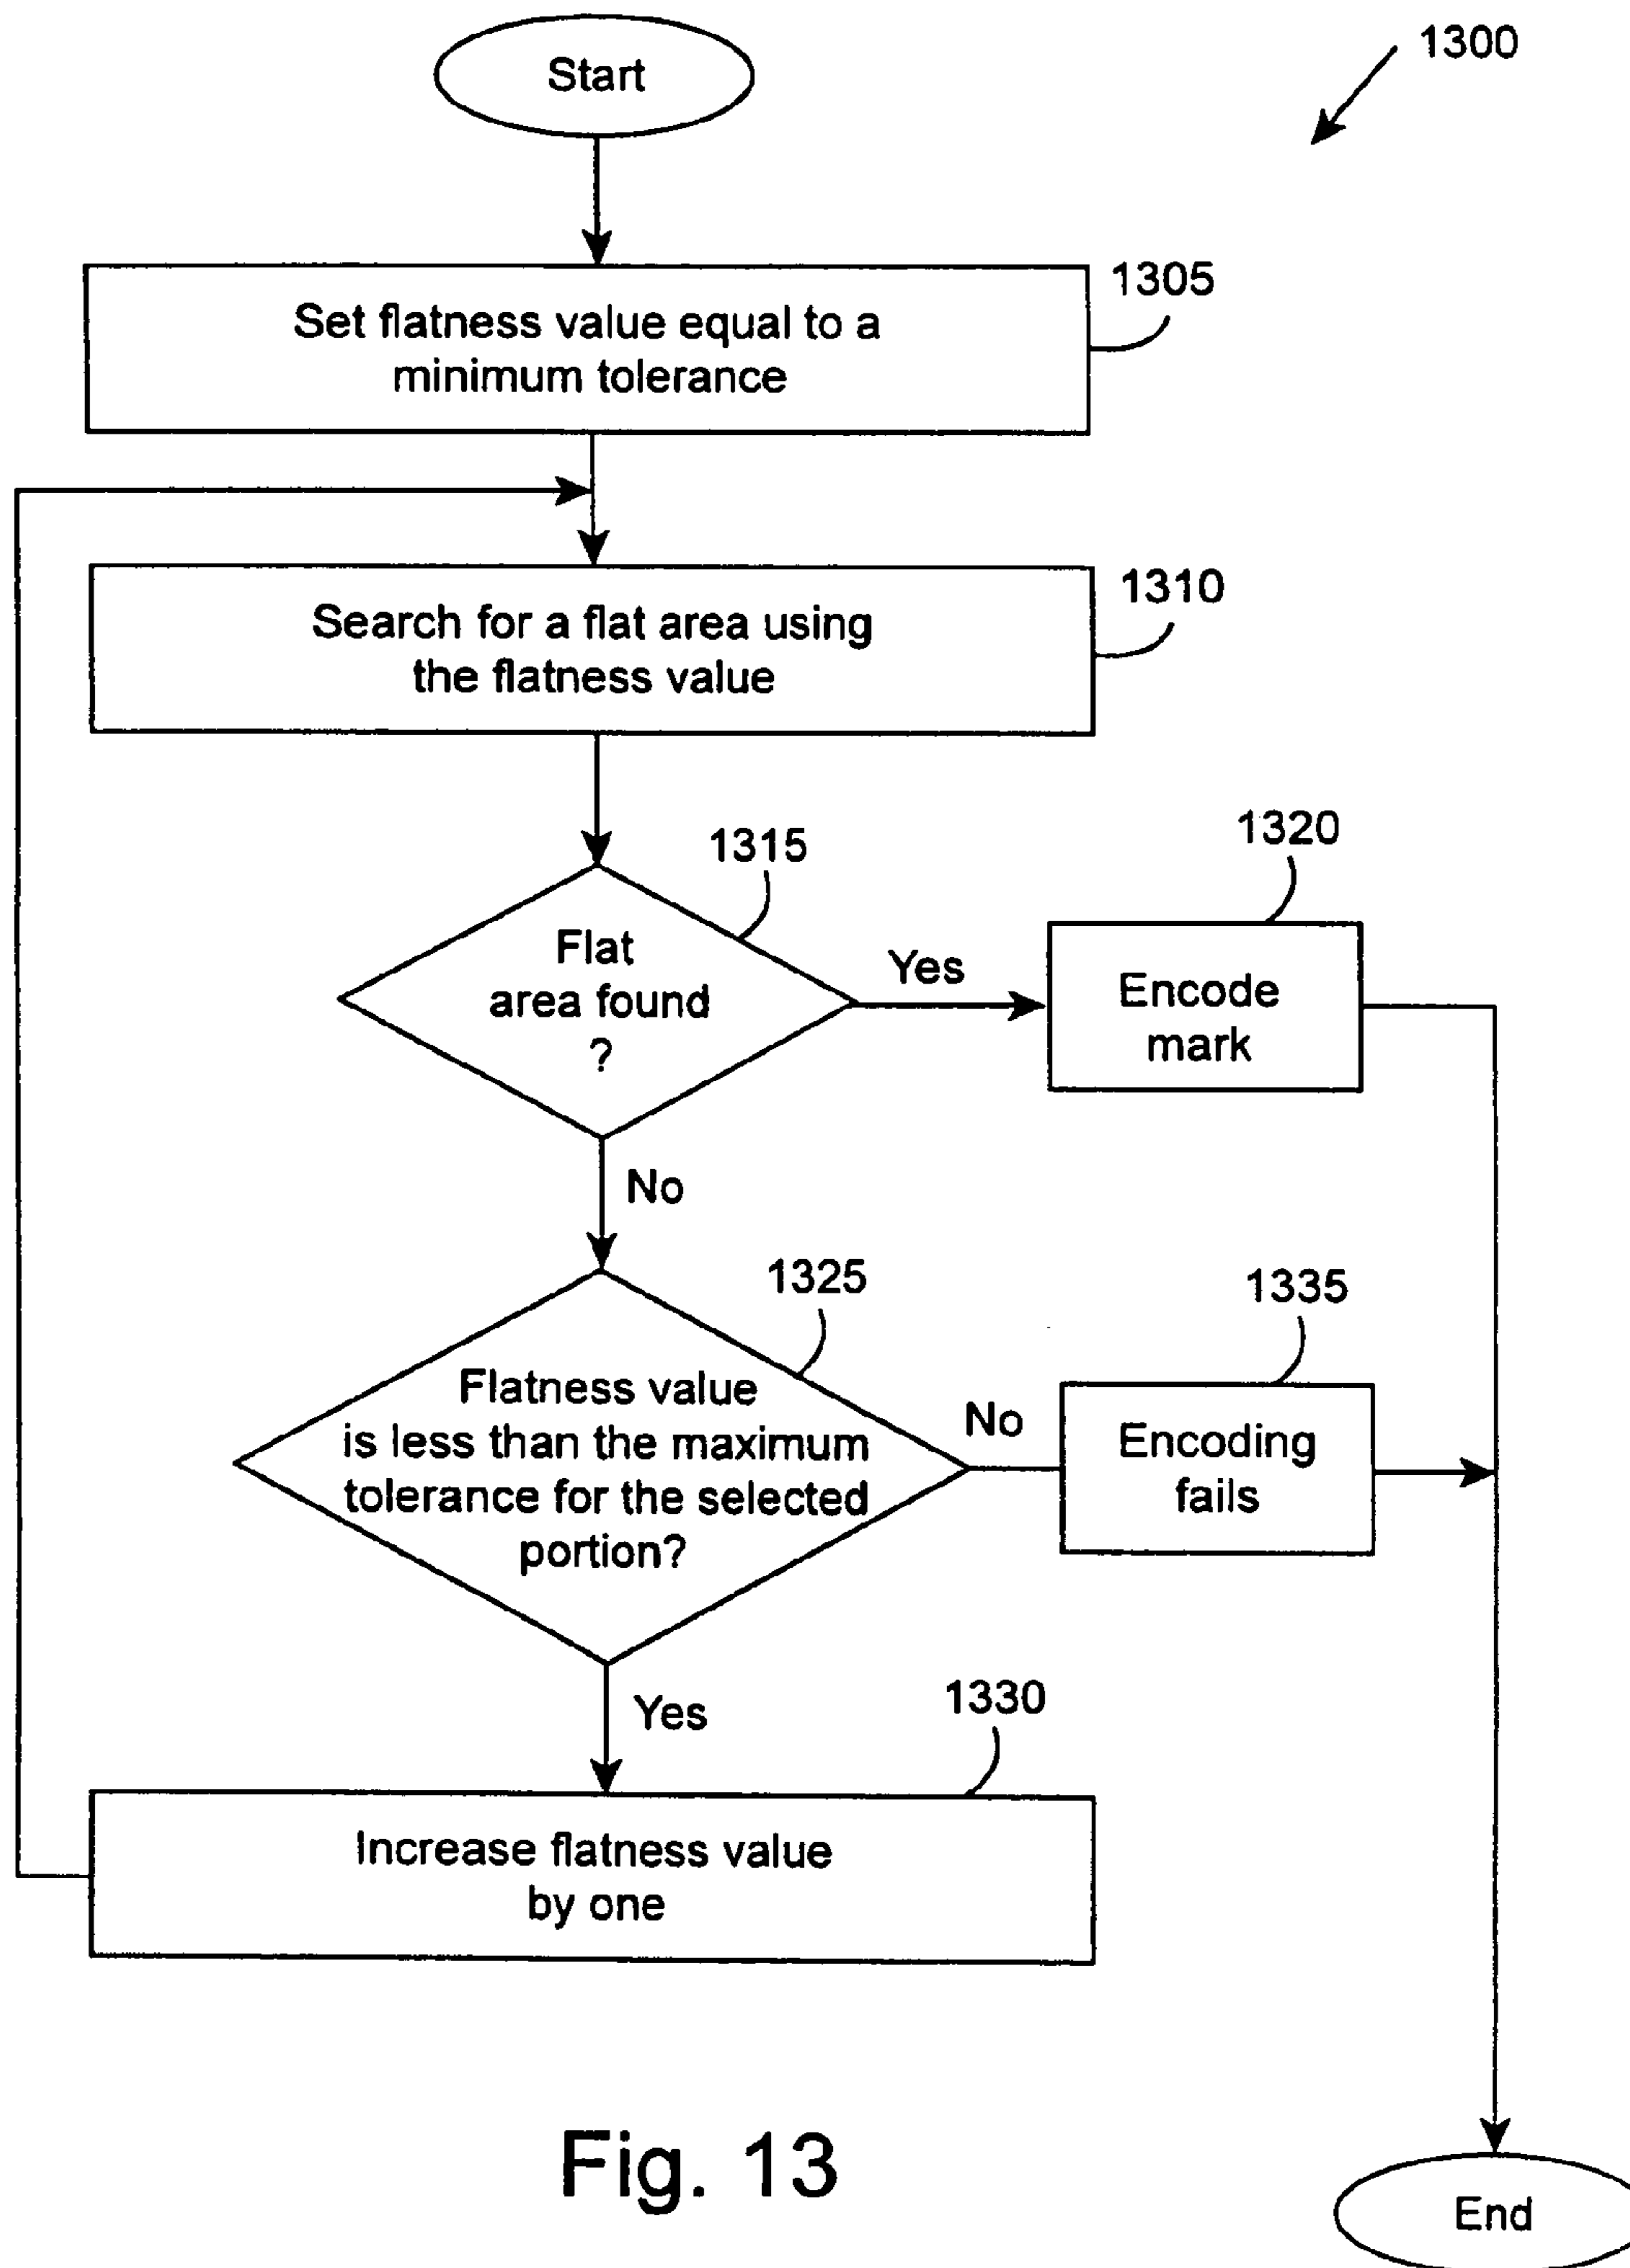 Start
1300
Set flatness value equal to a
minimum tolerance
1305
Search for a flat area using
the flatness value
1310
1315
Flat
area found
?
Yes
1320
Encode
mark
No
1325
Flatness value
is less than the maximum
tolerance for the selected
portion?
No
1335
Encoding
fails
Yes
1330
Increase flatness value
by one
Fig. 13
End